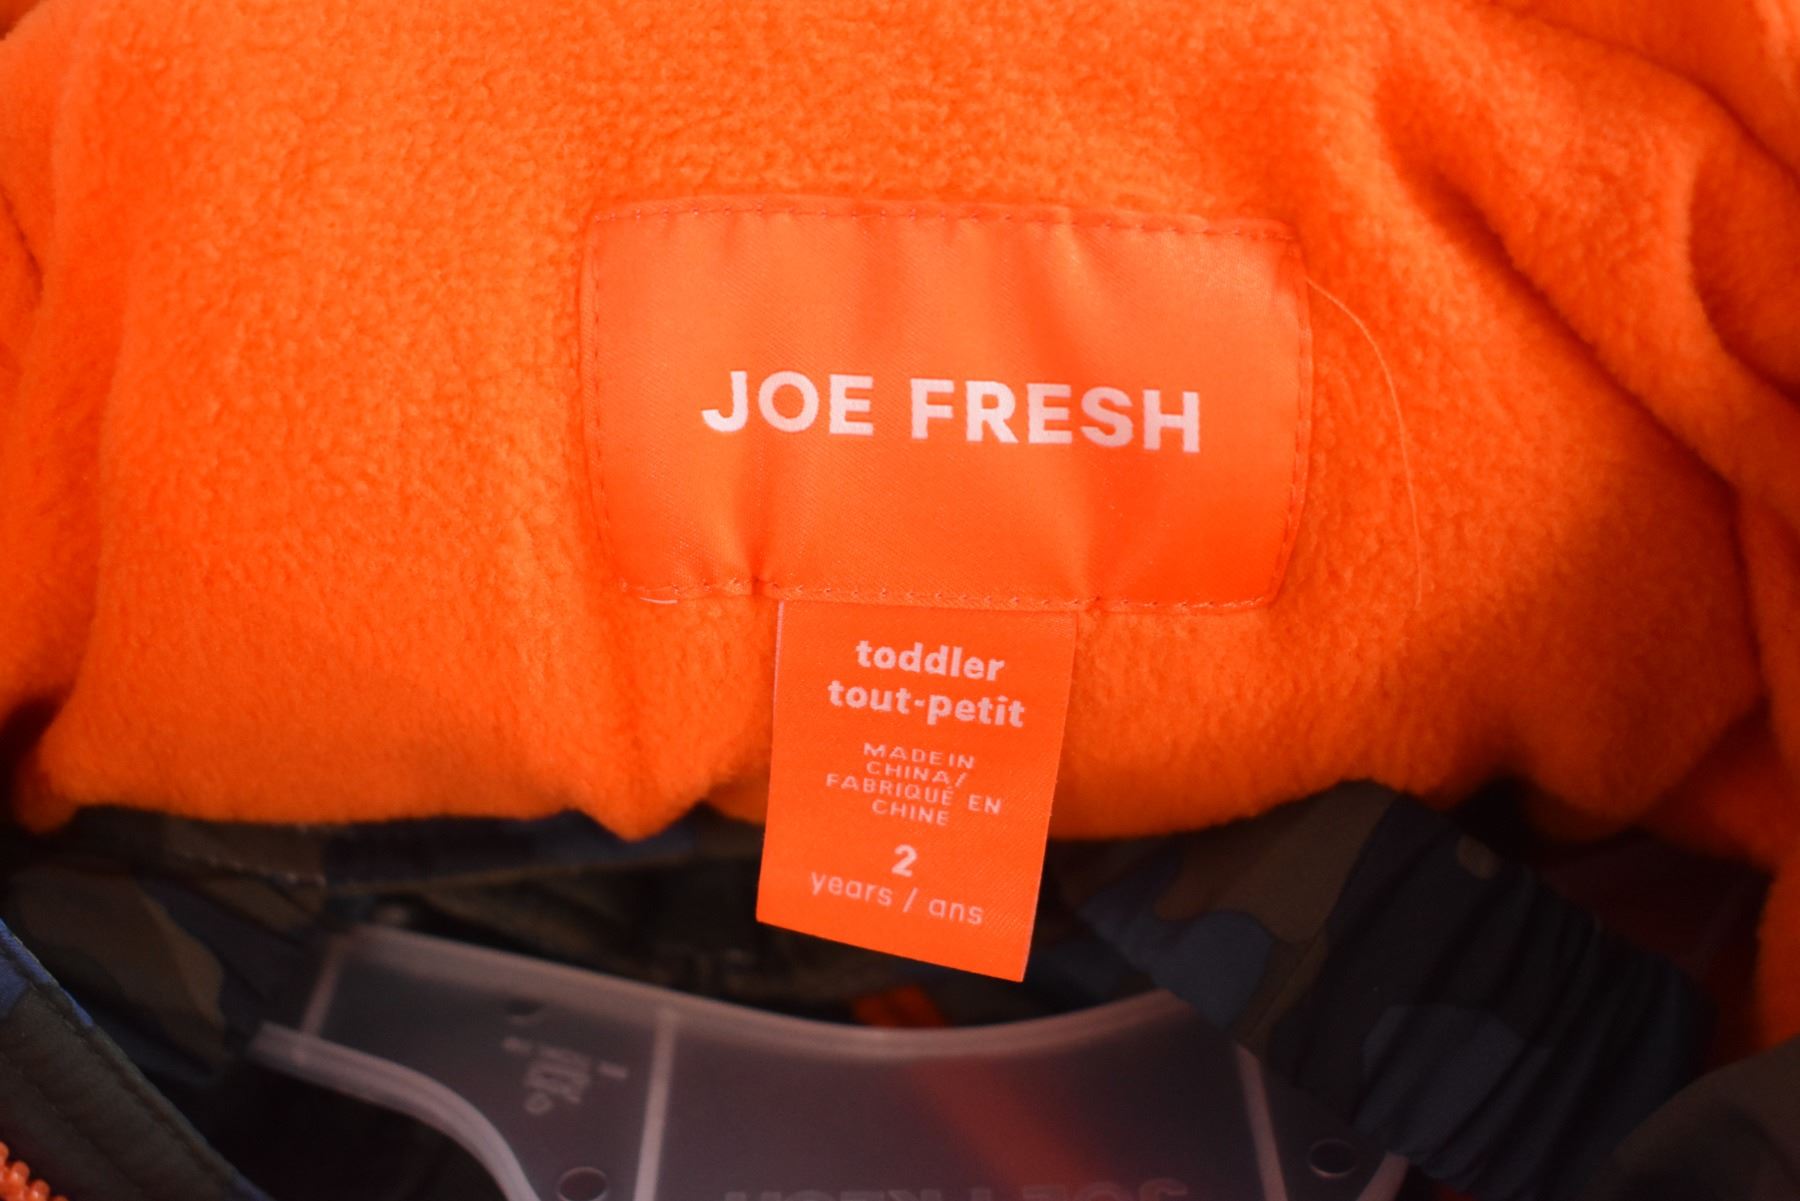 JOE FRESH
toddler
tout-petit
MADE IN
CHINA/
FABRIQUÉ EN
CHINE
2
years / ans